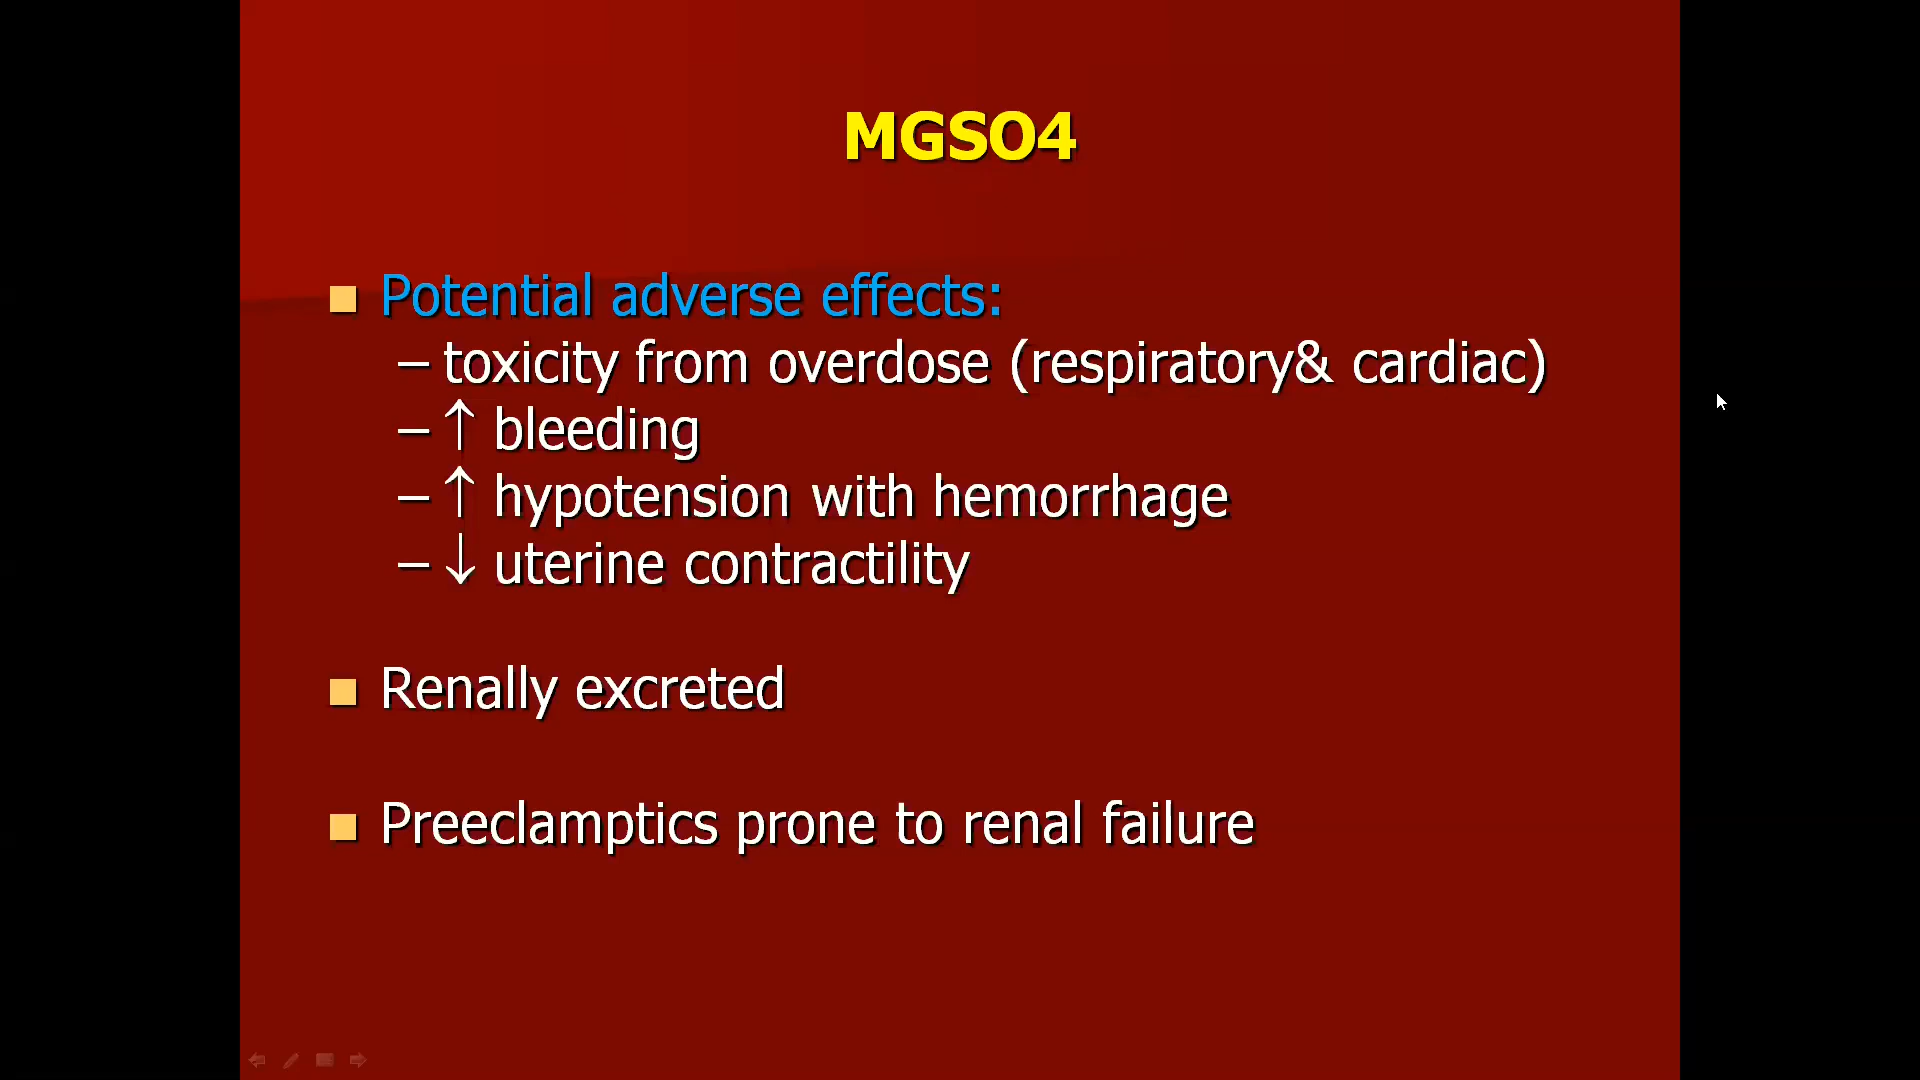 MGSO4
■ Potential adverse effects:
– toxicity from overdose (respiratory& cardiac)
– ↑ bleeding
– ↑ hypotension with hemorrhage
– ↓ uterine contractility
■ Renally excreted
■ Preeclamptics prone to renal failure